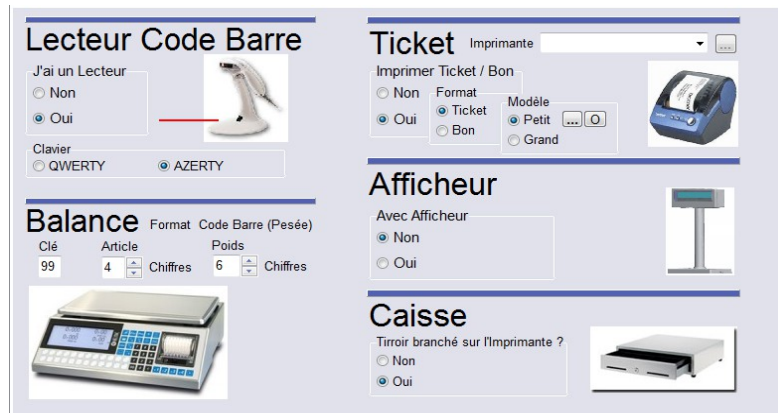 Lecteur Code Barre
J'ai un Lecteur
Non
Oui
Clavier
QWERTY AZERTY
Balance Format Code Barre (Pesée)
Clé Article Poids
99 4 Chiffres 6 Chiffres
Ticket Imprimante ...
Imprimer Ticket / Bon
Non Format
Oui Ticket Modèle
Bon Petit ... O
Grand
Afficheur
Avec Afficheur
Non
Oui
Caisse
Tirroir branché sur l'Imprimante ?
Non
Oui